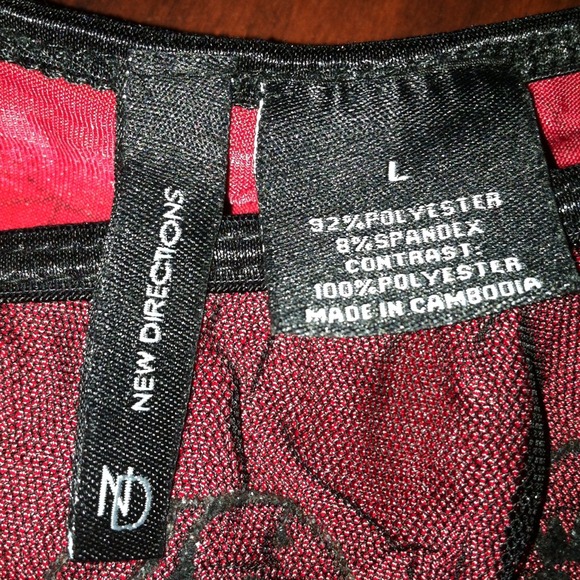 NEW DIRECTIONS
ND
L
92%POLYESTER
8%SPANDEX
CONTRAST:
100%POLYESTER
MADE IN CAMBODIA